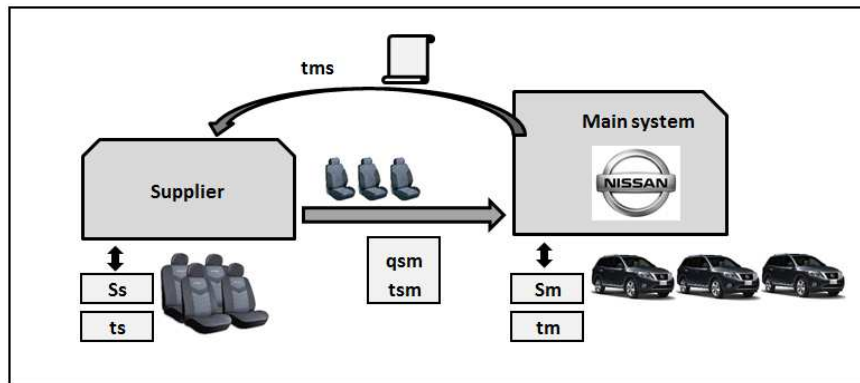 tms
Main system
NISSAN
Supplier
qsm
tsm
Ss
ts
Sm
tm